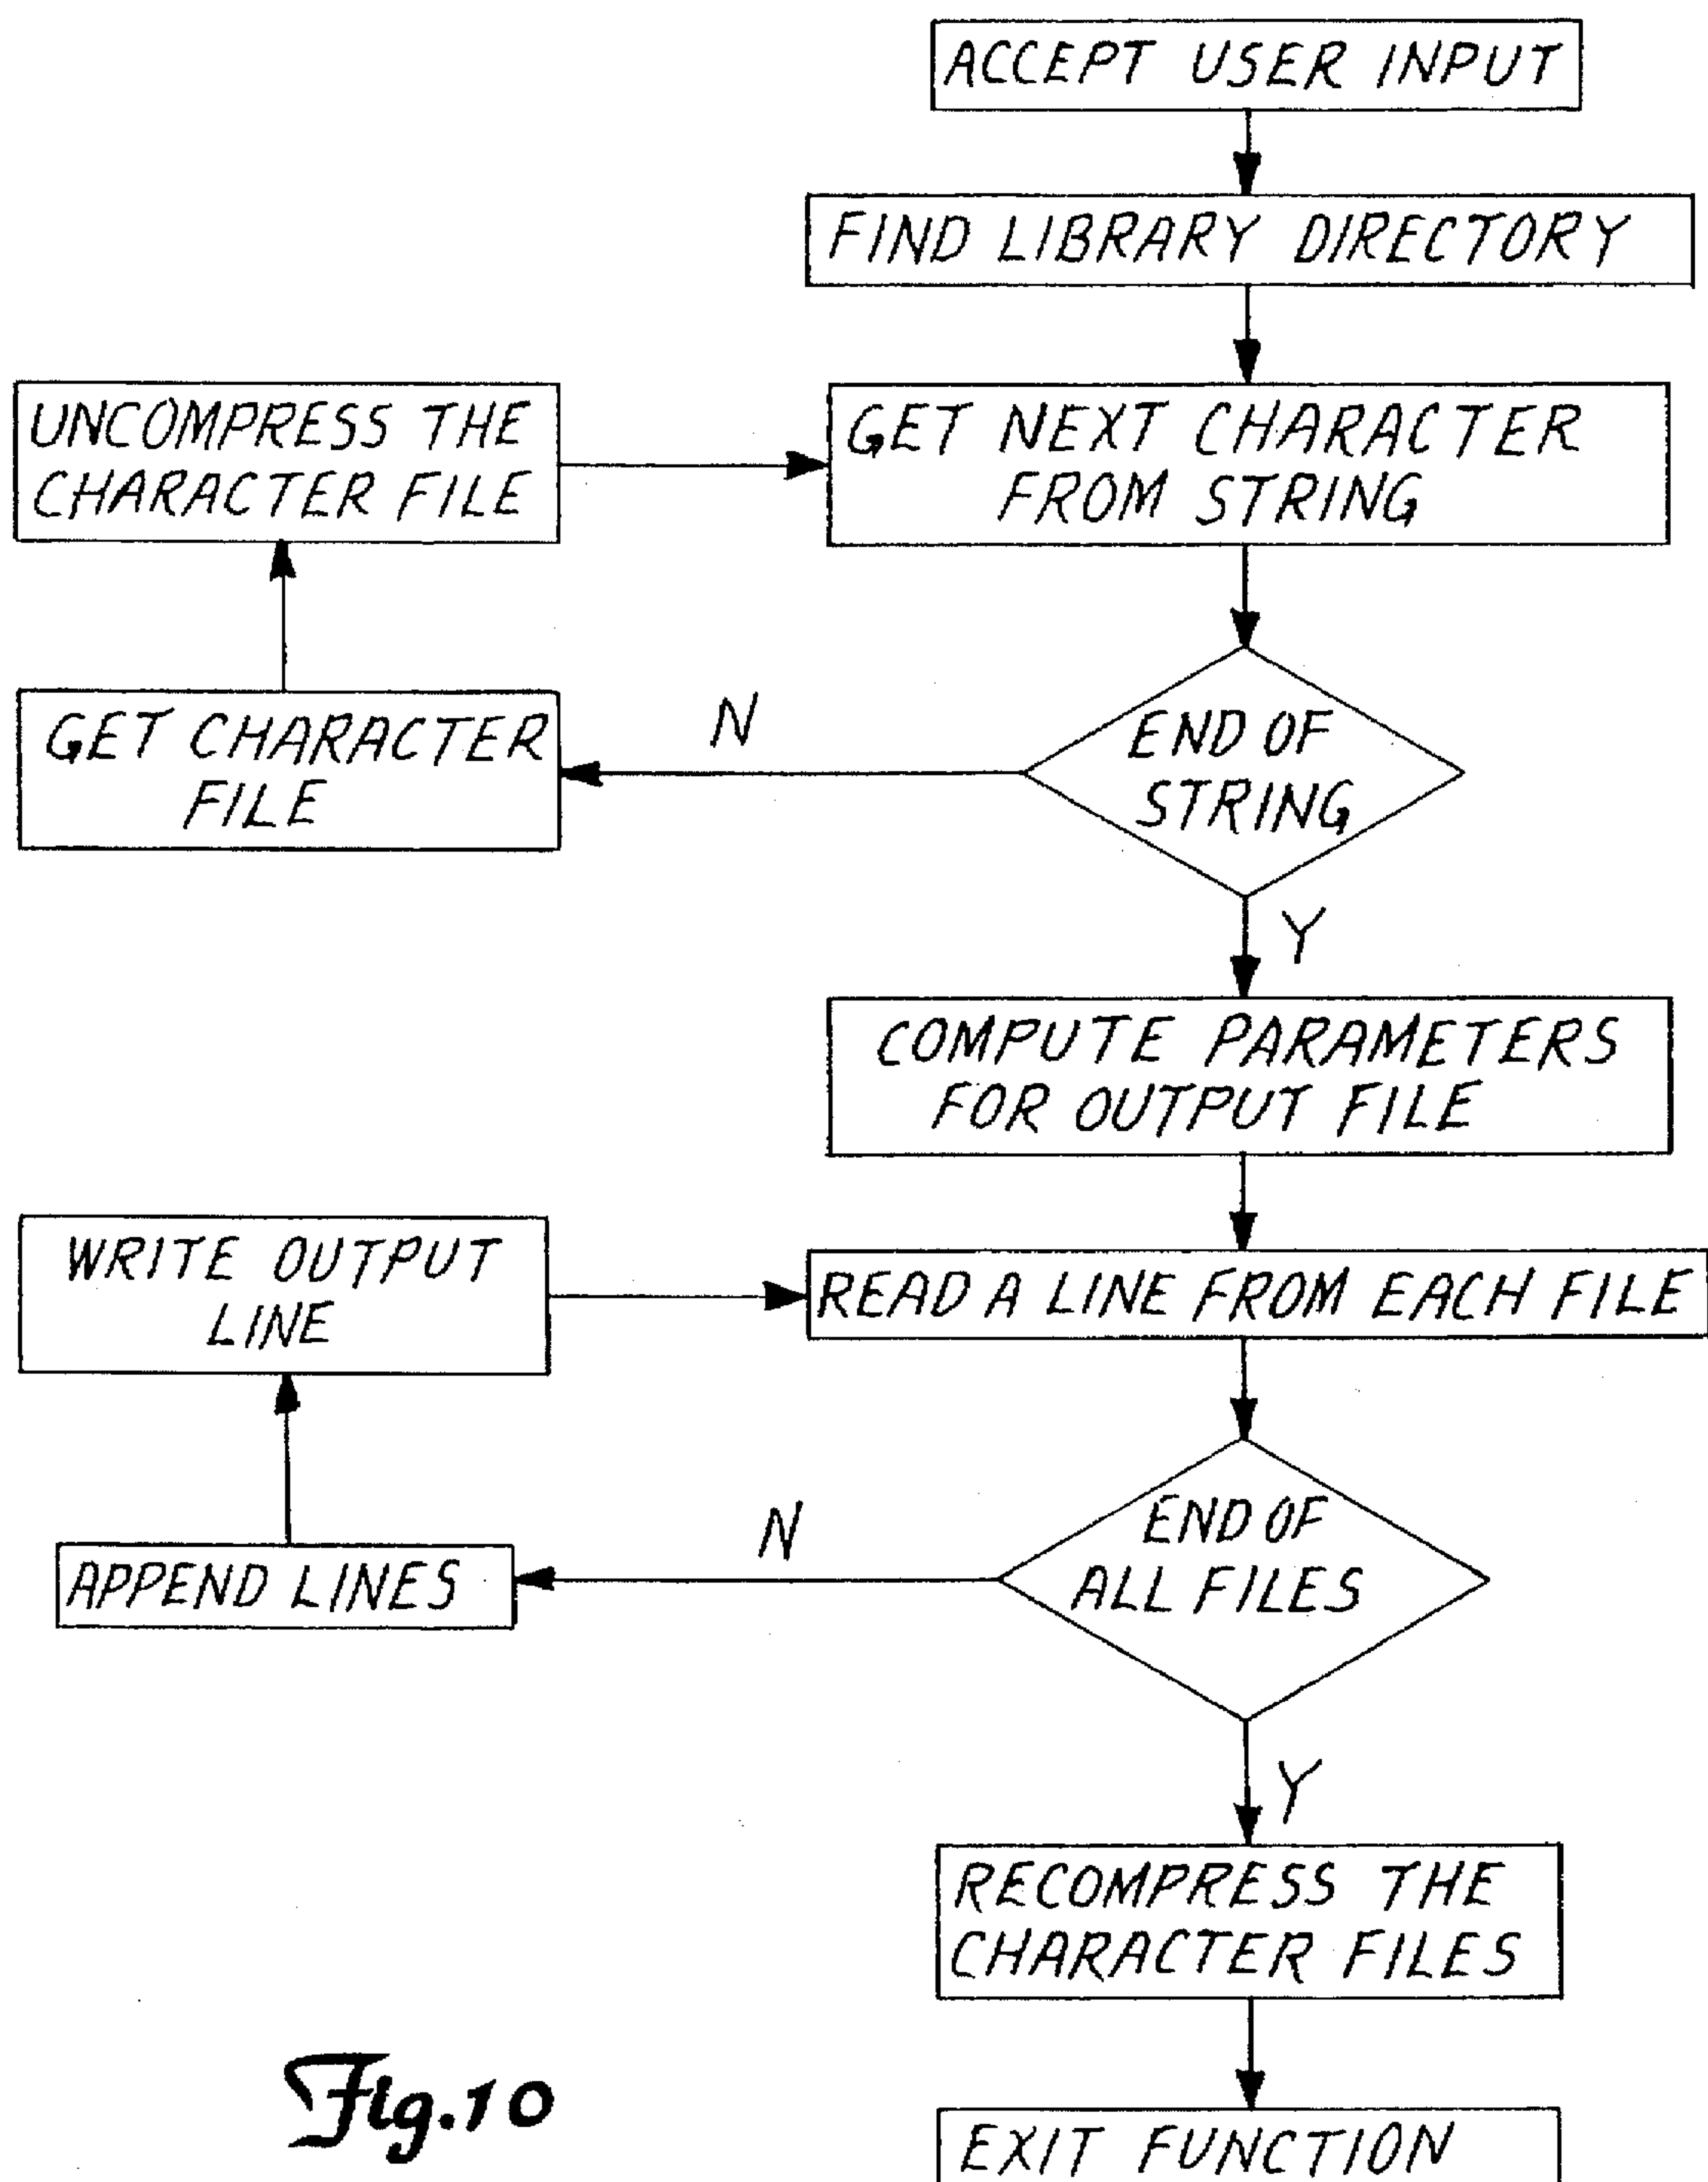 ACCEPT USER INPUT
FIND LIBRARY DIRECTORY
UNCOMPRESS THE
CHARACTER FILE
GET NEXT CHARACTER
FROM STRING
GET CHARACTER
FILE
N
END OF
STRING
Y
COMPUTE PARAMETERS
FOR OUTPUT FILE
WRITE OUTPUT
LINE
READ A LINE FROM EACH FILE
APPEND LINES
N
END OF
ALL FILES
Y
RECOMPRESS THE
CHARACTER FILES
EXIT FUNCTION
Fig.10